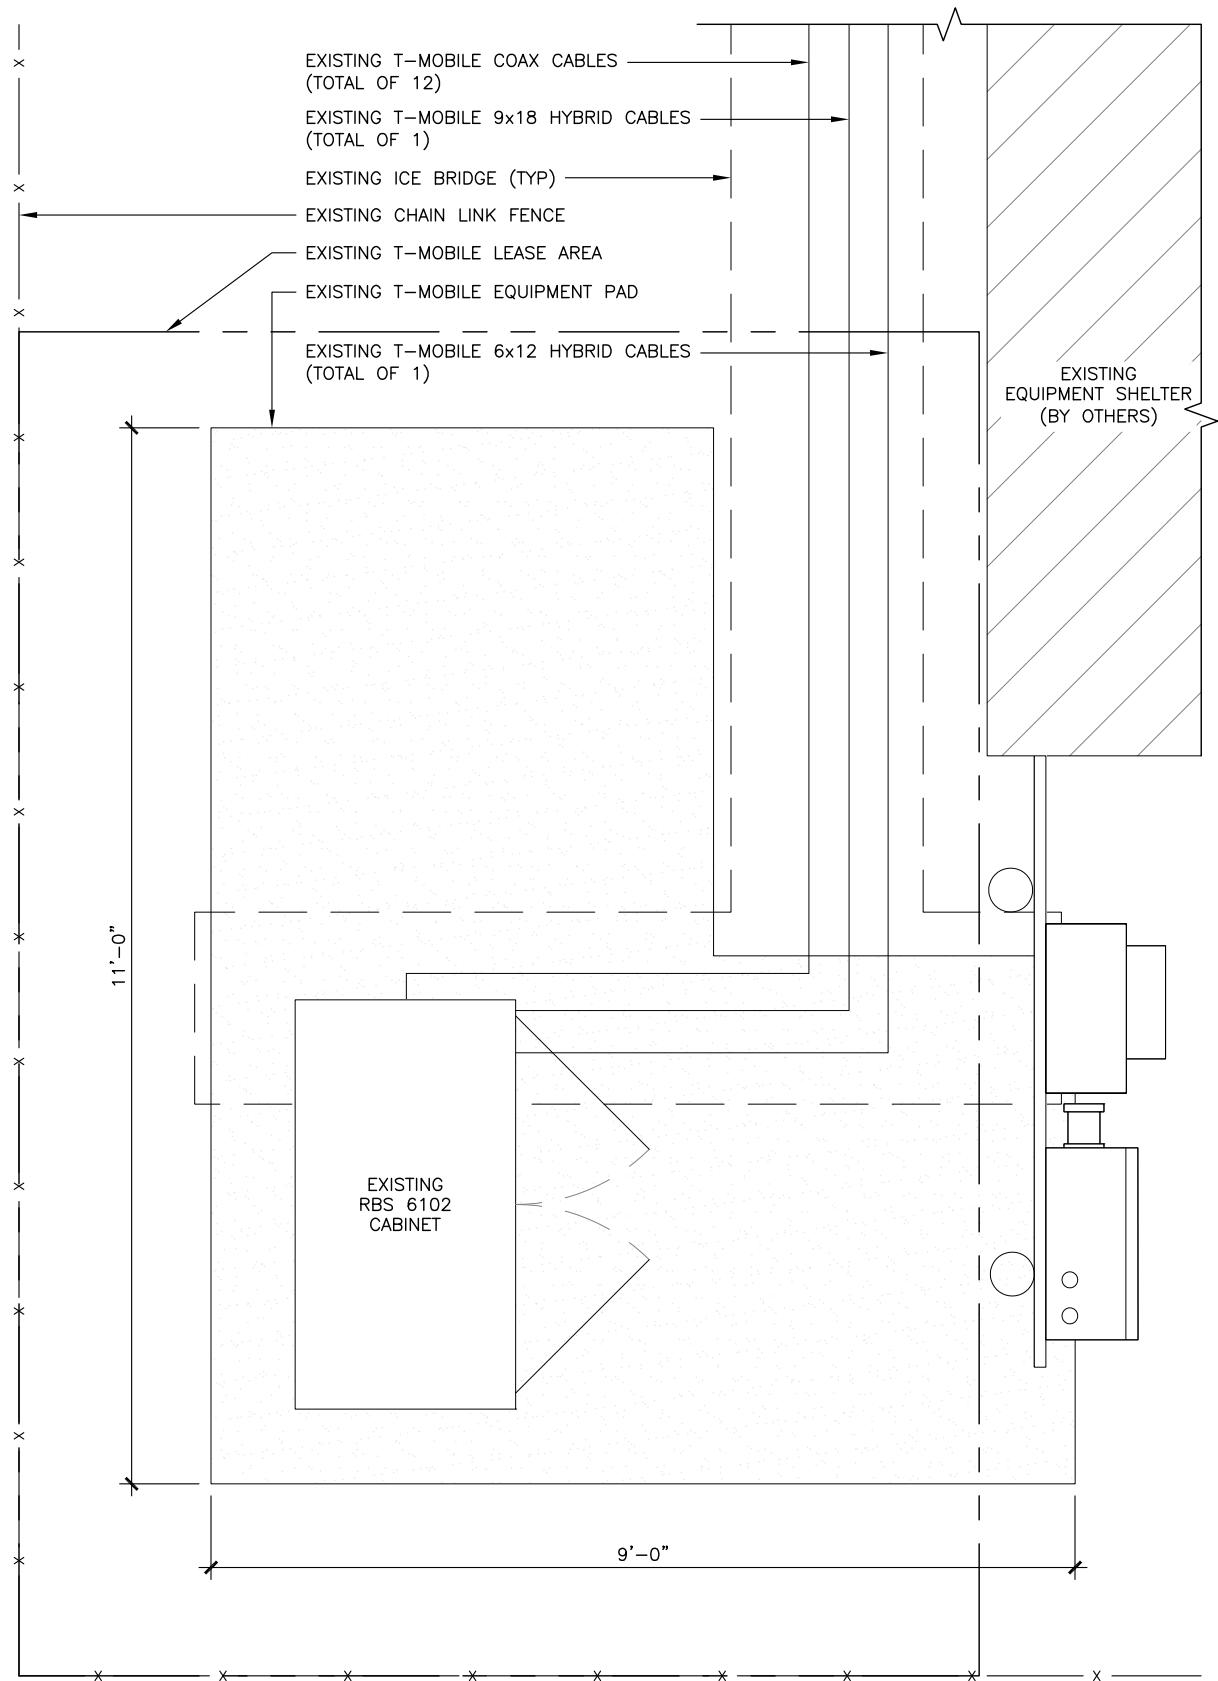 EXISTING T-MOBILE COAX CABLES
(TOTAL OF 12)
EXISTING T-MOBILE 9x18 HYBRID CABLES
(TOTAL OF 1)
EXISTING ICE BRIDGE (TYP)
EXISTING CHAIN LINK FENCE
EXISTING T-MOBILE LEASE AREA
EXISTING T-MOBILE EQUIPMENT PAD
EXISTING T-MOBILE 6x12 HYBRID CABLES
(TOTAL OF 1)
EXISTING
EQUIPMENT SHELTER
(BY OTHERS)
11'-0"
EXISTING
RBS 6102
CABINET
9'-0"